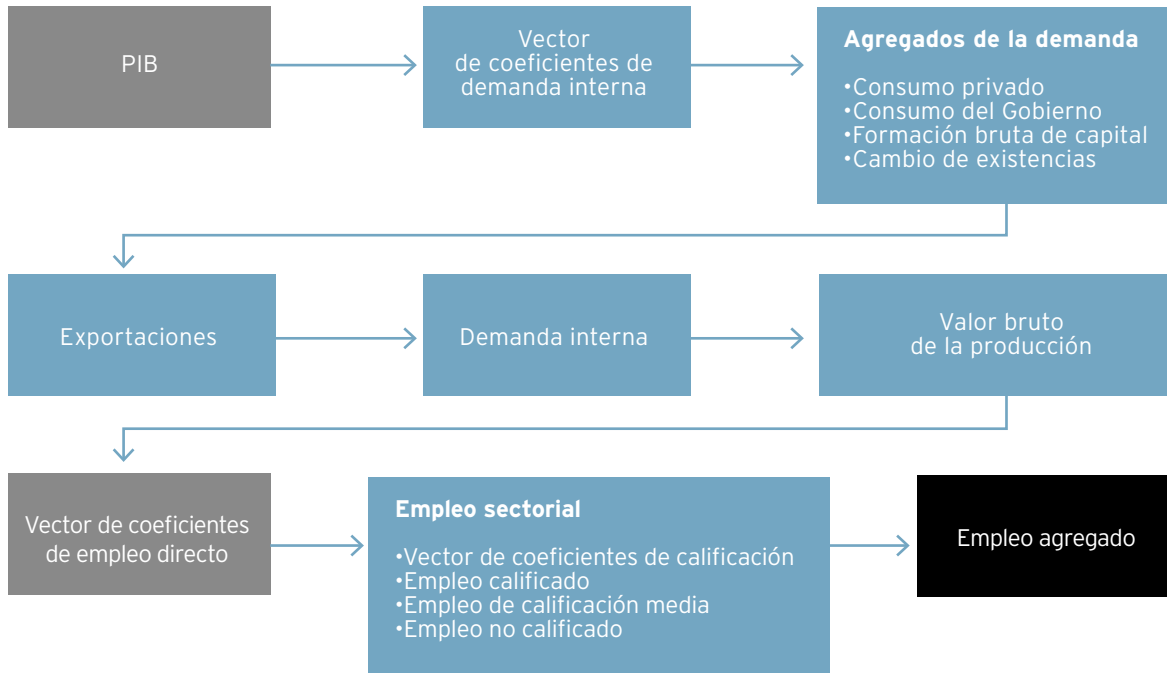 PIB
Vector
de coeficientes de
demanda interna
Agregados de la demanda
•Consumo privado
•Consumo del Gobierno
•Formación bruta de capital
•Cambio de existencias
Exportaciones
Demanda interna
Valor bruto
de la producción
Vector de coeficientes
de empleo directo
Empleo sectorial
•Vector de coeficientes de calificación
•Empleo calificado
•Empleo de calificación media
•Empleo no calificado
Empleo agregado